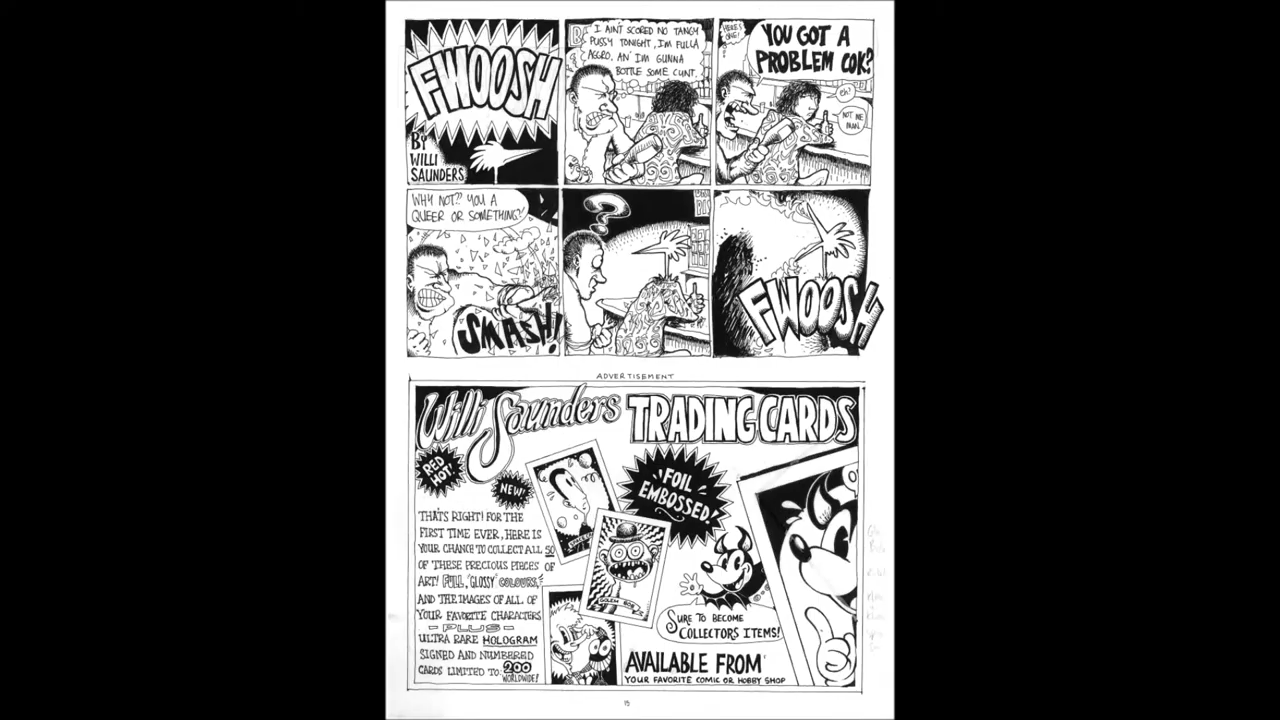 FWOOSH
BY
WILLI
SAUNDERS
I AIN'T SCORED NO TANGY
PUSSY TONIGHT, I'M FULLA
AGGRO, AN' I'M GUNNA
BOTTLE SOME CUNT.
HERE'S
ONE!
YOU GOT A
PROBLEM COK?
EH?
NOT ME
MAN.
WHY NOT?? YOU A
QUEER OR SOMETHING?!
SMASH!
?
FWOOSH
ADVERTISEMENT
Willi Saunders TRADING CARDS
RED
HOT!
NEW!
FOIL
EMBOSSED!
THAT'S RIGHT! FOR THE
FIRST TIME EVER, HERE IS
YOUR CHANCE TO COLLECT ALL 50
OF THESE PRECIOUS PIECES OF
ART! FULL, "GLOSSY" COLOURS,
AND THE IMAGES OF ALL OF
YOUR FAVORITE CHARACTERS
- PLUS -
ULTRA RARE HOLOGRAM
SIGNED AND NUMBERED
CARDS LIMITED TO: 200
WORLDWIDE!
GOLEM BOY
SURE TO BECOME
COLLECTORS ITEMS!
AVAILABLE FROM
YOUR FAVORITE COMIC OR HOBBY SHOP
15